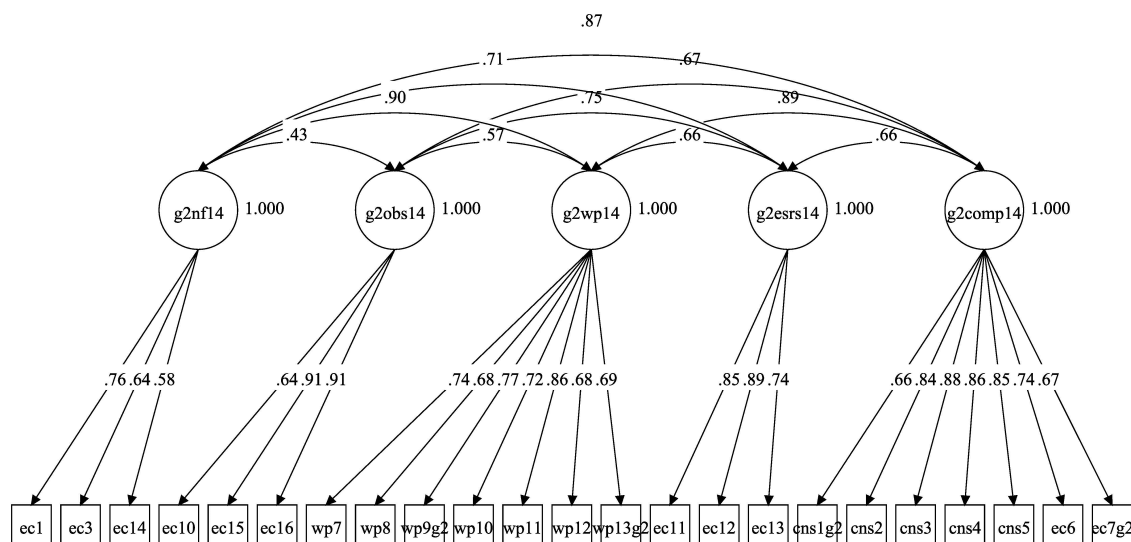 .87
.71 .67
.90 .75 .89
.43 .57 .66 .66
g2nf14 1.000 g2obs14 1.000 g2wp14 1.000 g2esrs14 1.000 g2comp14 1.000
.76 .64 .58 .64 .91 .91 .74 .68 .77 .72 .86 .68 .69 .85 .89 .74 .66 .84 .88 .86 .85 .74 .67
ec1 ec3 ec14 ec10 ec15 ec16 wp7 wp8 wp9g2 wp10 wp11 wp12 wp13g2 ec11 ec12 ec13 cns1g2 cns2 cns3 cns4 cns5 ec6 ec7g2